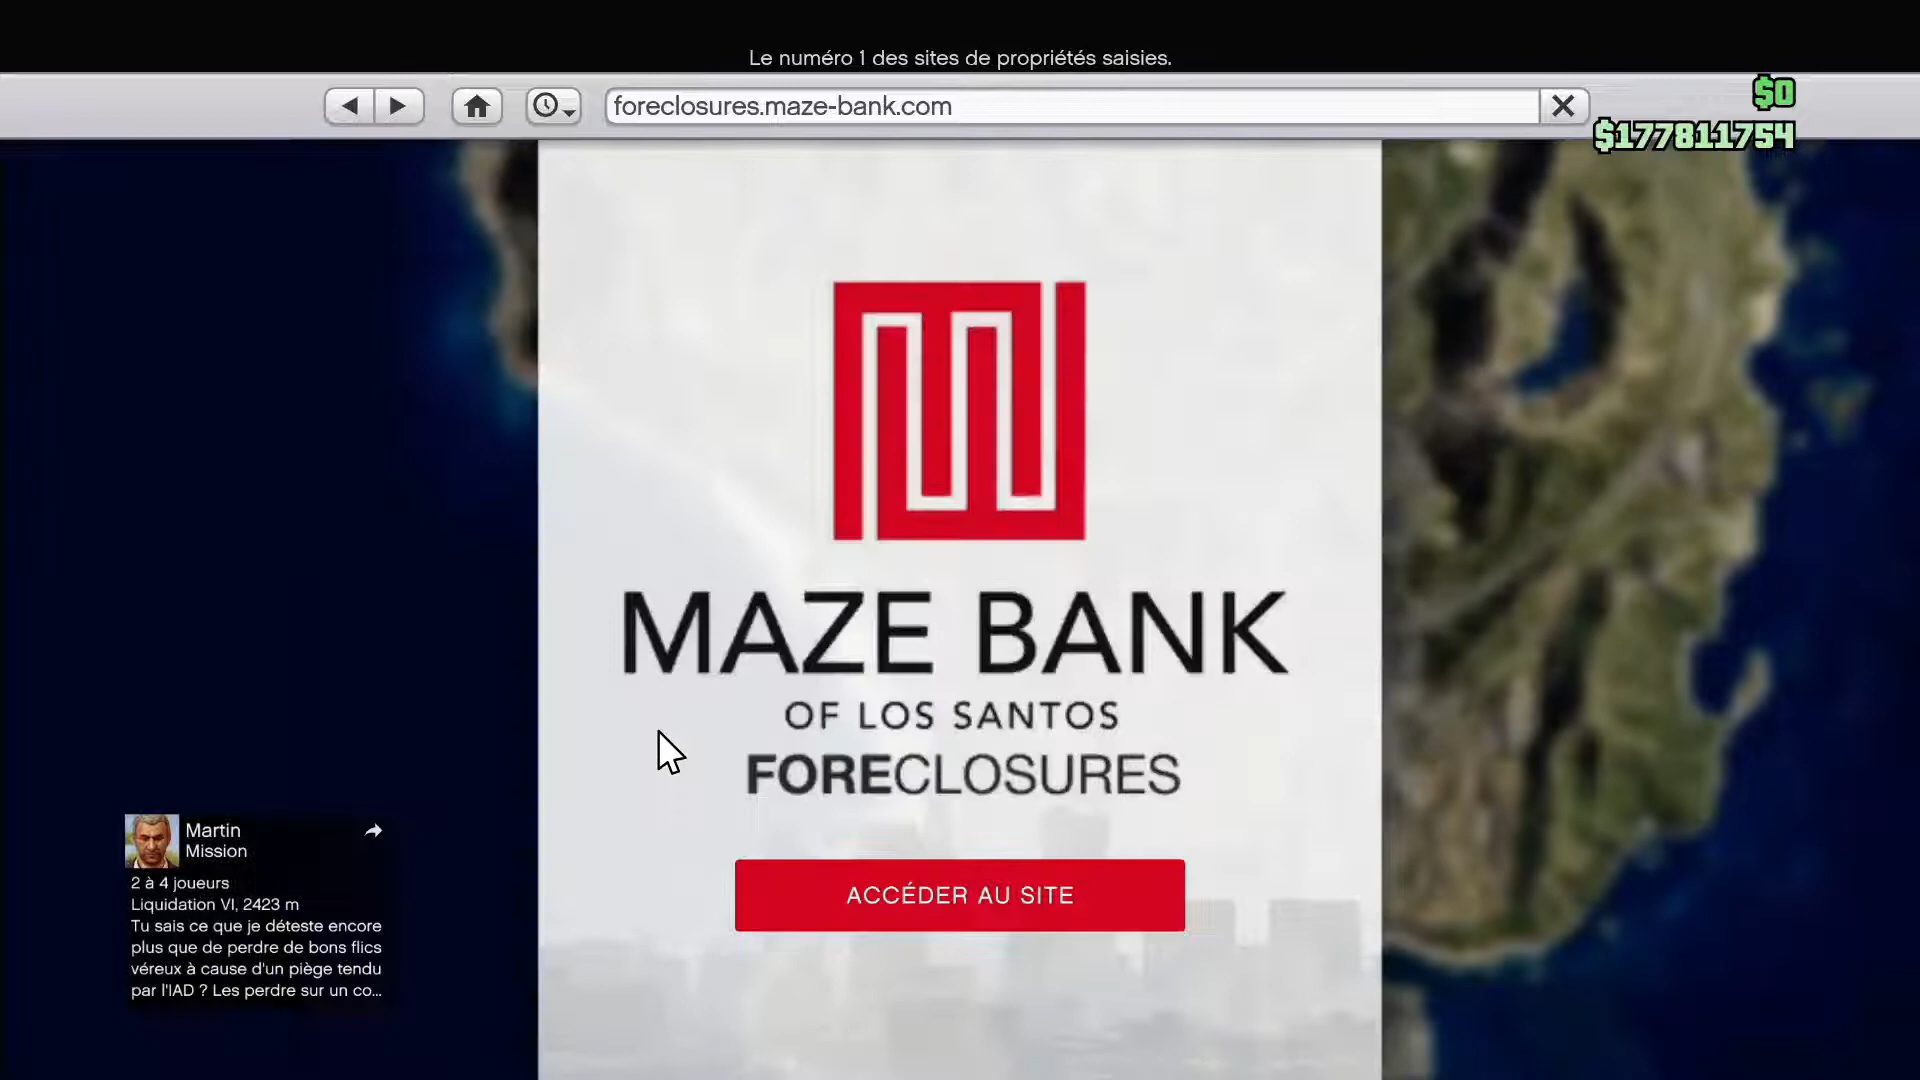 Le numéro 1 des sites de propriétés saisies.
foreclosures.maze-bank.com
$0
$177811754
MAZE BANK
OF LOS SANTOS
FORECLOSURES
ACCÉDER AU SITE
Martin
Mission
2 à 4 joueurs
Liquidation VI, 2423 m
Tu sais ce que je déteste encore
plus que de perdre de bons flics
véreux à cause d'un piège tendu
par l'IAD ? Les perdre sur un co...